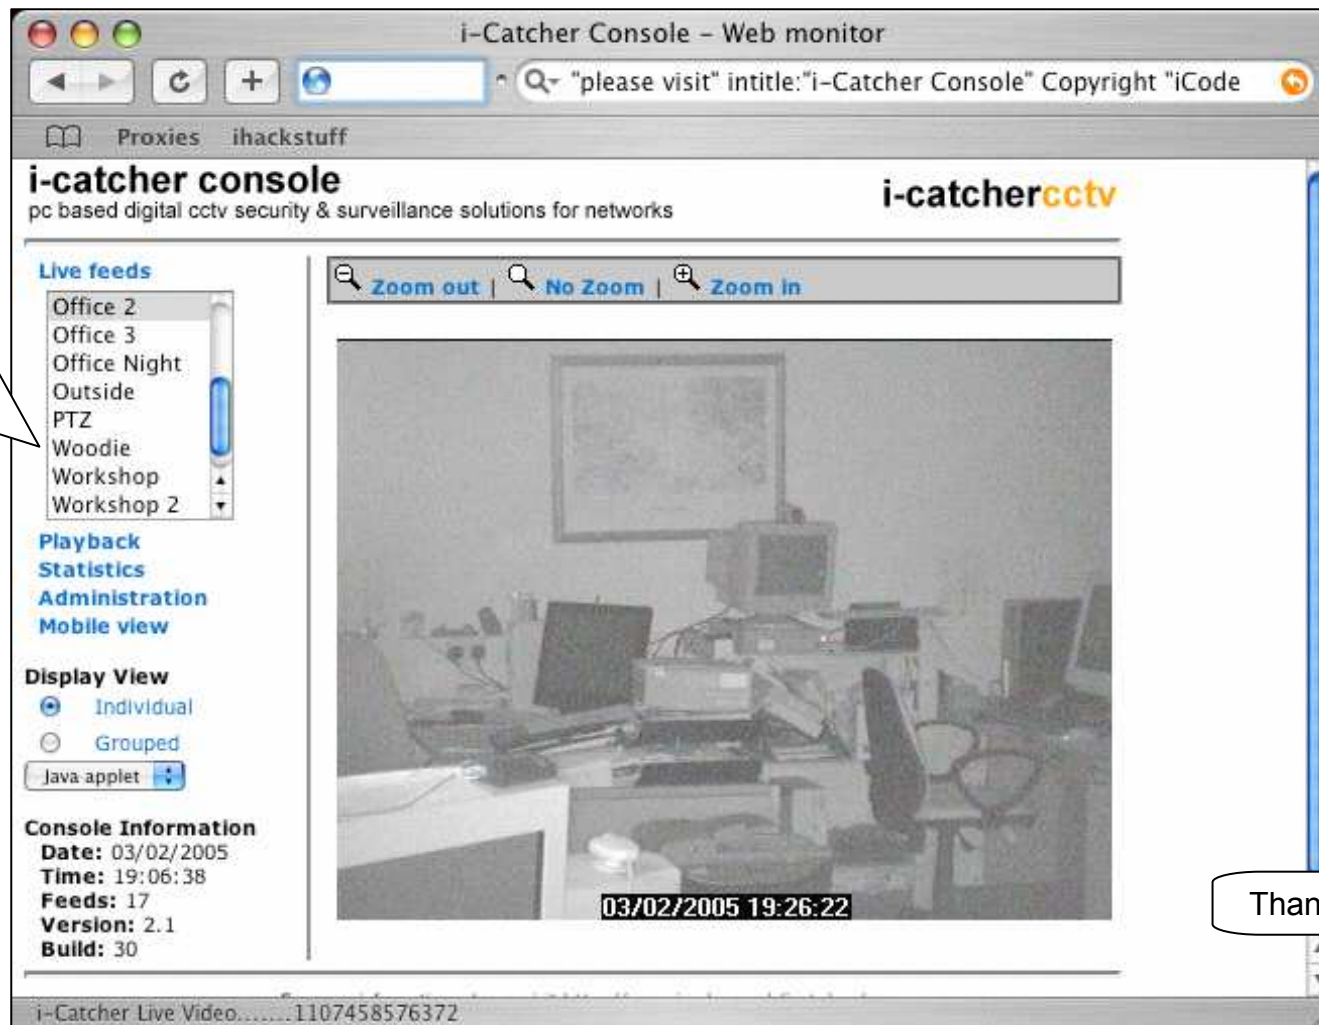 i-Catcher Console – Web monitor
"please visit" intitle:"i-Catcher Console" Copyright "iCode
Proxies ihackstuff
i-catcher console
pc based digital cctv security & surveillance solutions for networks
i-catchercctv
Live feeds
Office 2
Office 3
Office Night
Outside
PTZ
Woodie
Workshop
Workshop 2
Playback
Statistics
Administration
Mobile view
Display View
Individual
Grouped
Java applet
Console Information
Date: 03/02/2005
Time: 19:06:38
Feeds: 17
Version: 2.1
Build: 30
Zoom out | No Zoom | Zoom in
03/02/2005 19:26:22
Than
i-Catcher Live Video.......1107458576372